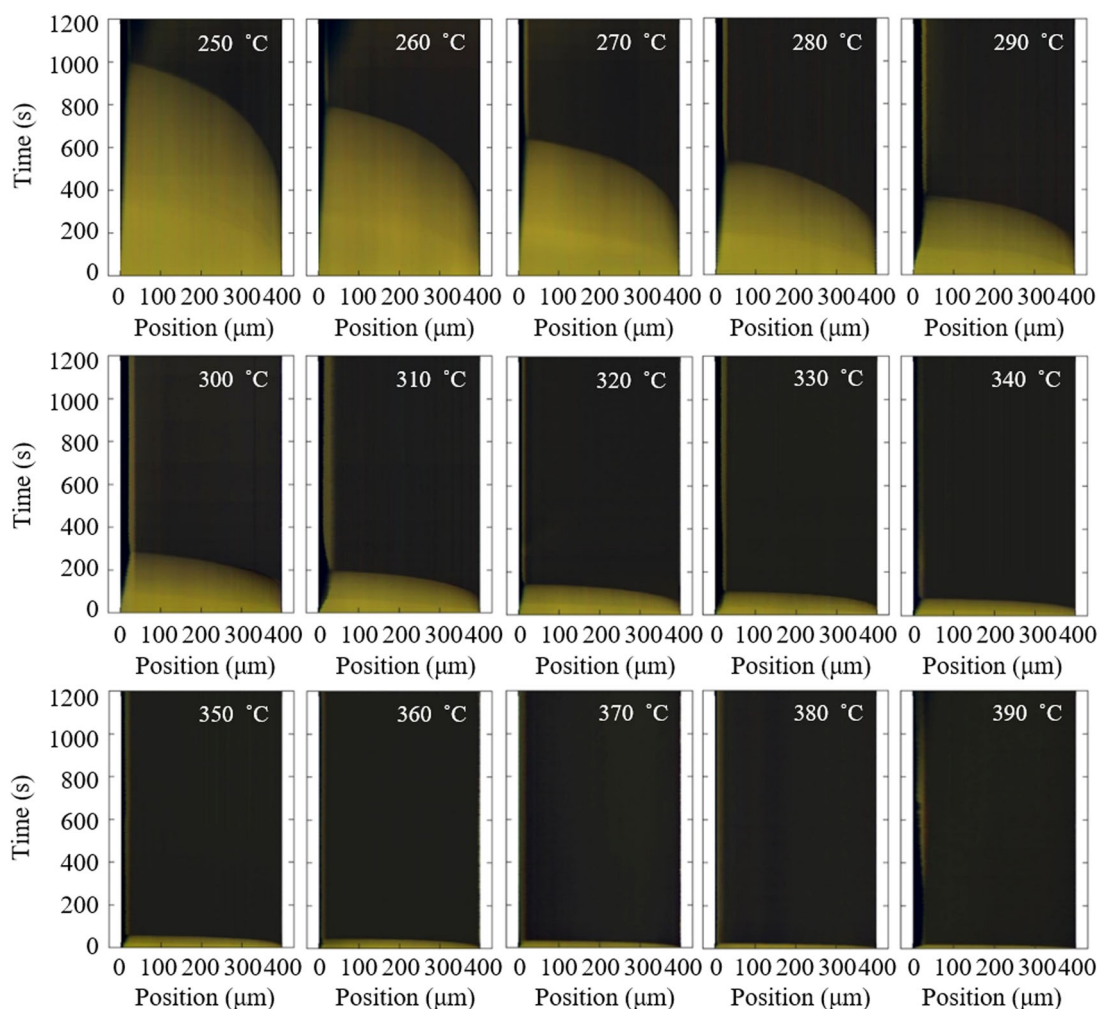 1200
1000
800
600
400
200
0
Time (s)
250 ˚C
260 ˚C
270 ˚C
280 ˚C
290 ˚C
0 100 200 300 400
0 100 200 300 400
0 100 200 300 400
0 100 200 300 400
0 100 200 300 400
Position (μm)
Position (μm)
Position (μm)
Position (μm)
Position (μm)
1200
1000
800
600
400
200
0
Time (s)
300 ˚C
310 ˚C
320 ˚C
330 ˚C
340 ˚C
0 100 200 300 400
0 100 200 300 400
0 100 200 300 400
0 100 200 300 400
0 100 200 300 400
Position (μm)
Position (μm)
Position (μm)
Position (μm)
Position (μm)
1200
1000
800
600
400
200
0
Time (s)
350 ˚C
360 ˚C
370 ˚C
380 ˚C
390 ˚C
0 100 200 300 400
0 100 200 300 400
0 100 200 300 400
0 100 200 300 400
0 100 200 300 400
Position (μm)
Position (μm)
Position (μm)
Position (μm)
Position (μm)